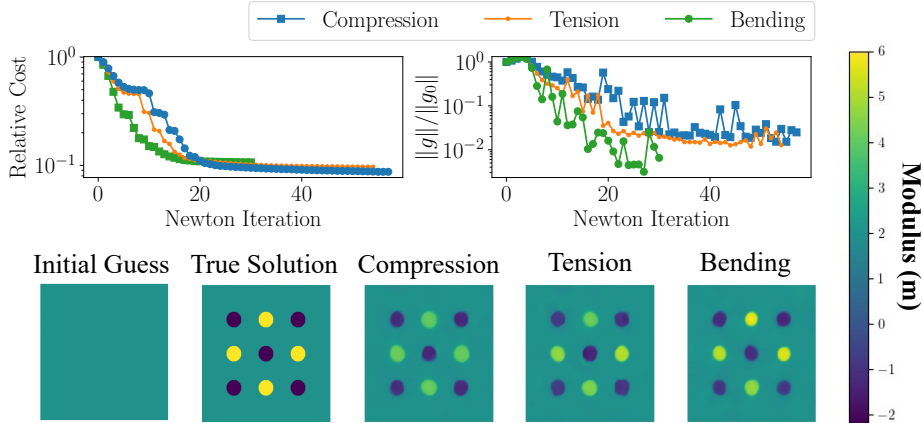 Compression Tension Bending
Relative Cost
10^0
10^-1
0 20 40
Newton Iteration
||g||/||g_0||
10^0
10^-1
10^-2
0 20 40
Newton Iteration
Initial Guess True Solution Compression Tension Bending
6
5
4
3
2
1
0
-1
-2
Modulus (m)